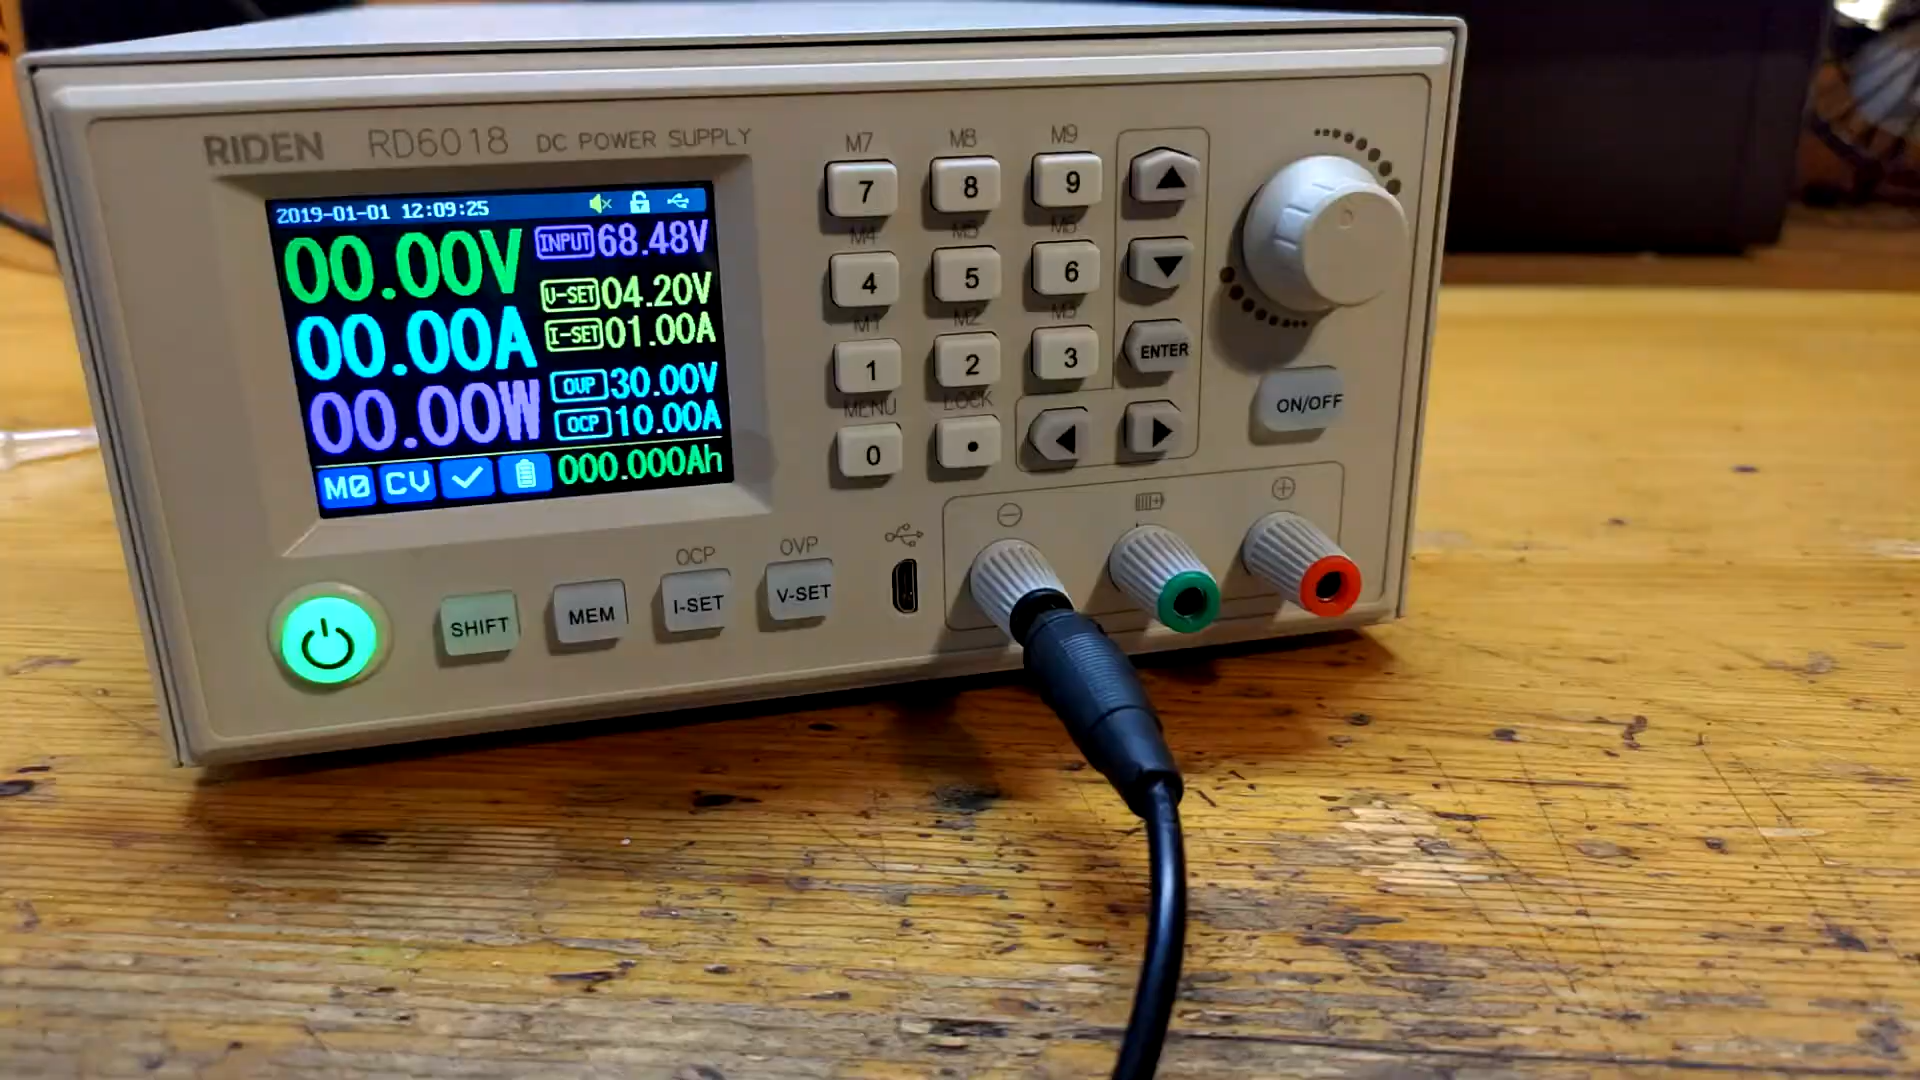 RIDEN RD6018 DC POWER SUPPLY
2019-01-01 12:09:25
00.00V
INPUT 68.48V
V-SET 04.20V
00.00A
I-SET 01.00A
00.00W
OVP 30.00V
OCP 10.00A
M0 CV 000.000Ah
M7 M8 M9
7 8 9
M4 M5 M6
4 5 6
M1 M2 M3
1 2 3
ENTER
MENU LOCK
0 .
ON/OFF
OCP OVP
SHIFT MEM I-SET V-SET